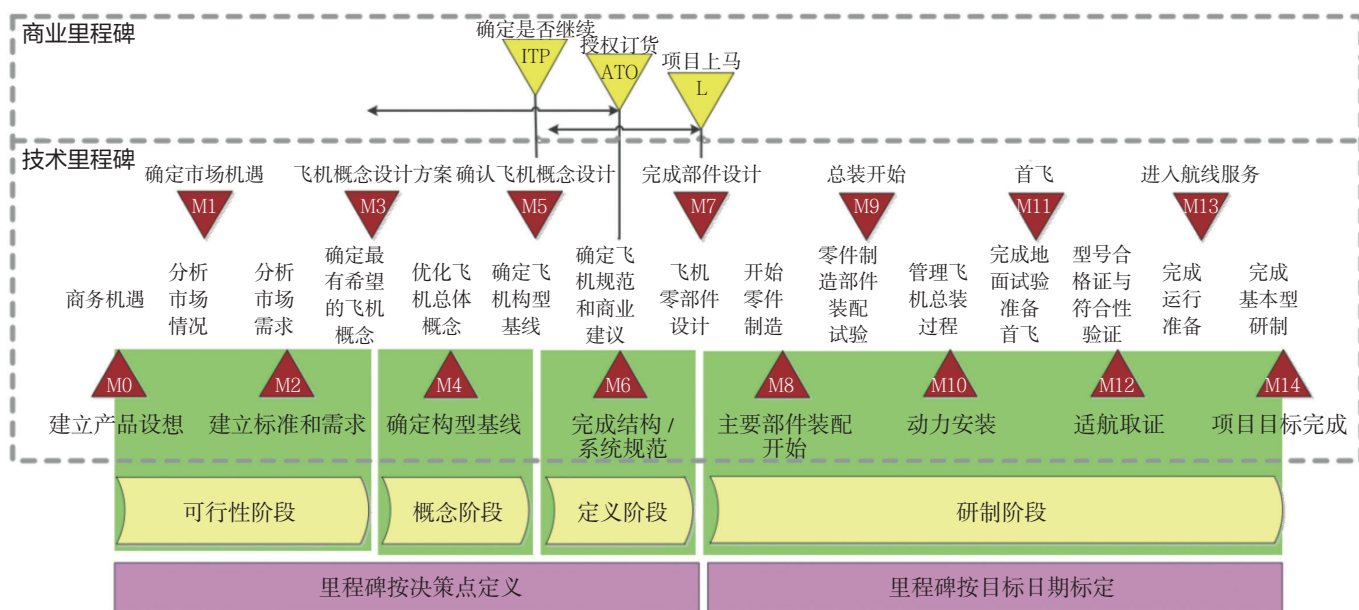 商业里程碑
确定是否继续
ITP
授权订货
ATO
项目上马
L
技术里程碑
确定市场机遇
飞机概念设计方案
确认飞机概念设计
完成部件设计
总装开始
首飞
进入航线服务
M1
M3
M5
M7
M9
M11
M13
商务机遇
分析
市场
情况
分析
市场
需求
确定最
有希望
的飞机
概念
优化飞
机总体
概念
确定飞
机构型
基线
确定飞
机规范
和商业
建议
飞机
零部件
设计
开始
零件
制造
零件制
造部件
装配
试验
管理飞
机总装
过程
完成地
面试验
准备
首飞
型号合
格证与
符合性
验证
完成
运行
准备
完成
基本型
研制
M0
M2
M4
M6
M8
M10
M12
M14
建立产品设想
建立标准和需求
确定构型基线
完成结构 /
系统规范
主要部件装配
开始
动力安装
适航取证
项目目标完成
可行性阶段
概念阶段
定义阶段
研制阶段
里程碑按决策点定义
里程碑按目标日期标定